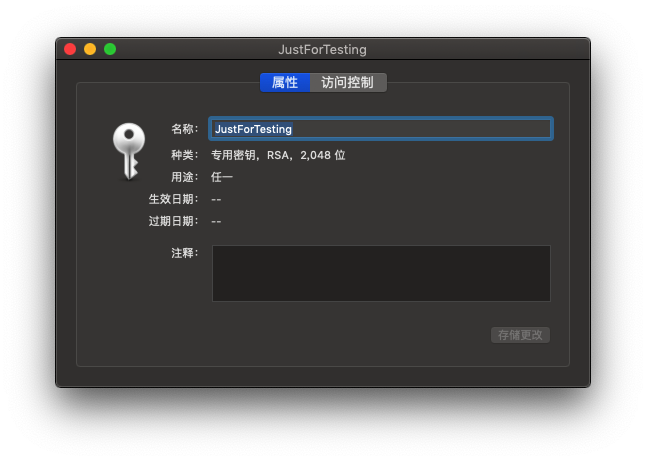 JustForTesting
属性 访问控制
名称： JustForTesting
种类： 专用密钥，RSA，2,048 位
用途： 任一
生效日期： --
过期日期： --
注释：
存储更改